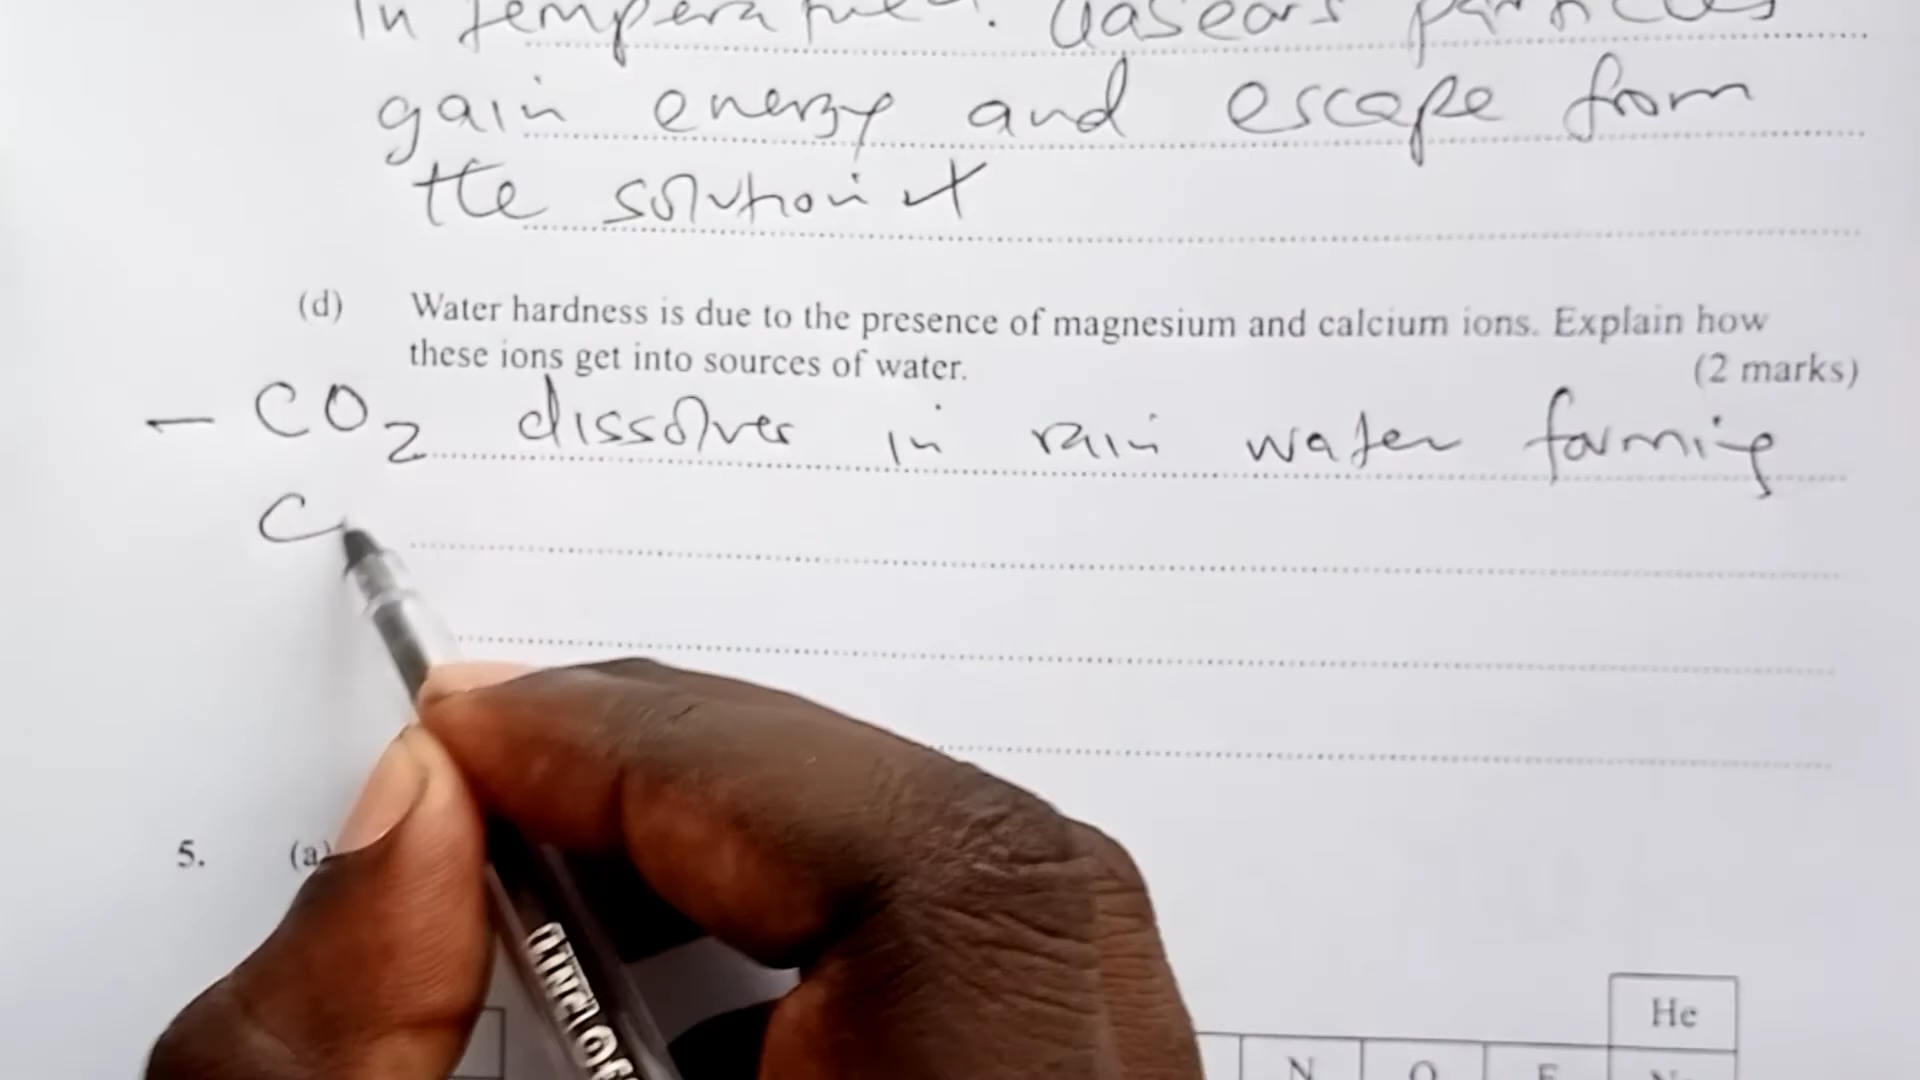 in temperature. Gaseous particles
gain energy and escape from
the solution
(d) Water hardness is due to the presence of magnesium and calcium ions. Explain how
these ions get into sources of water. (2 marks)
– CO2 dissolves in rain water forming
C
5. (a)
He
N O F